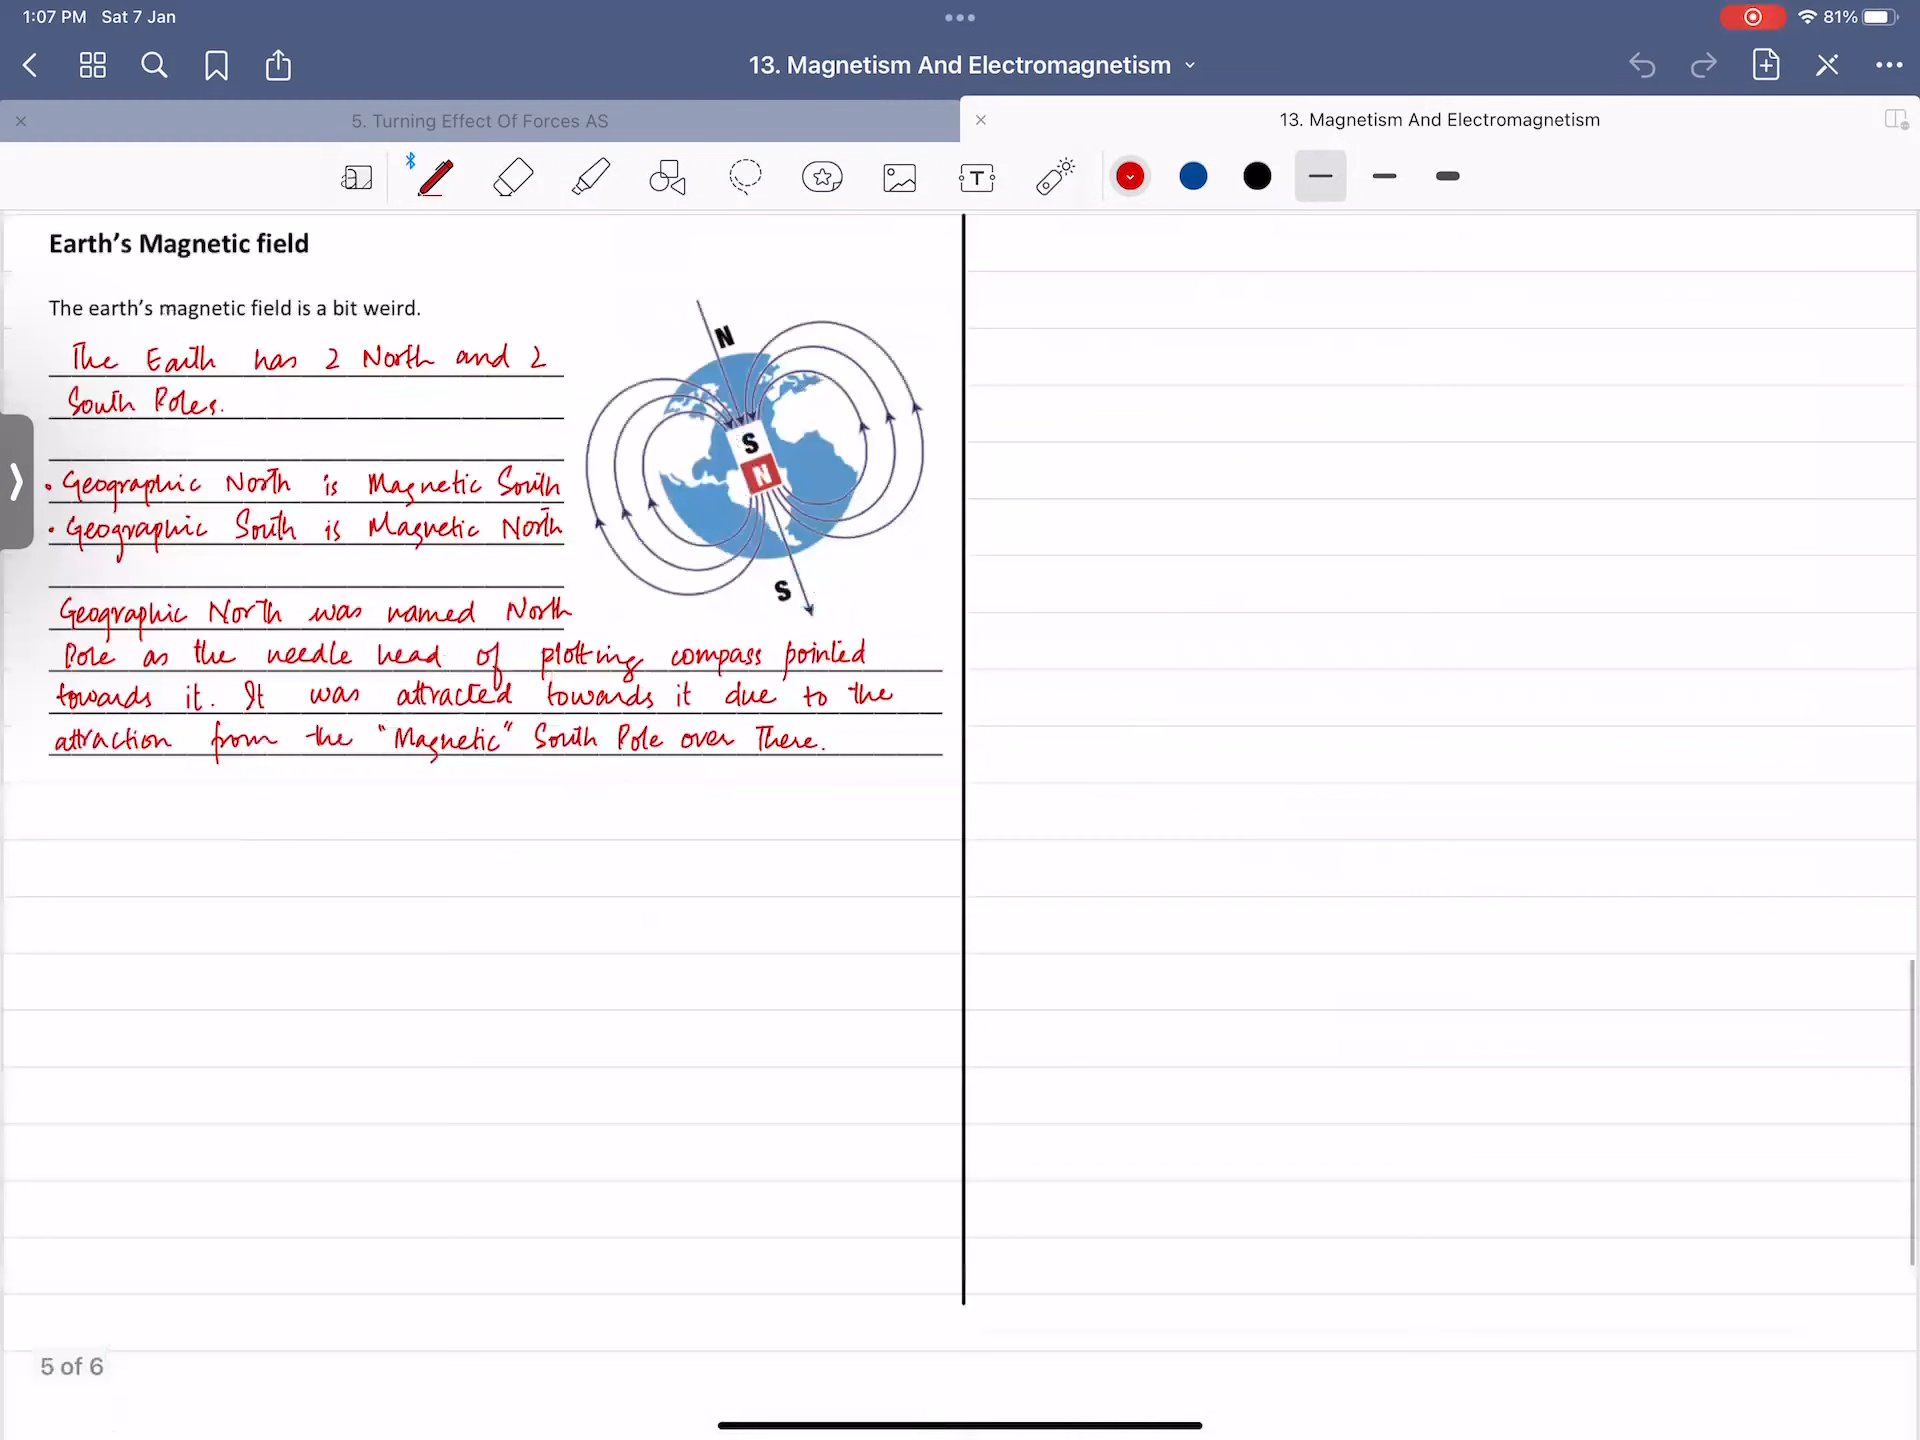 1:07 PM Sat 7 Jan
81%
13. Magnetism And Electromagnetism
5. Turning Effect Of Forces AS
13. Magnetism And Electromagnetism
Earth's Magnetic field
The earth's magnetic field is a bit weird.
The Earth has 2 North and 2
South Poles.
• Geographic North is Magnetic South
• Geographic South is Magnetic North
Geographic North was named North
Pole as the needle head of plotting compass pointed
towards it. It was attracted towards it due to the
attraction from the "Magnetic" South Pole over There.
N
S
N
S
5 of 6